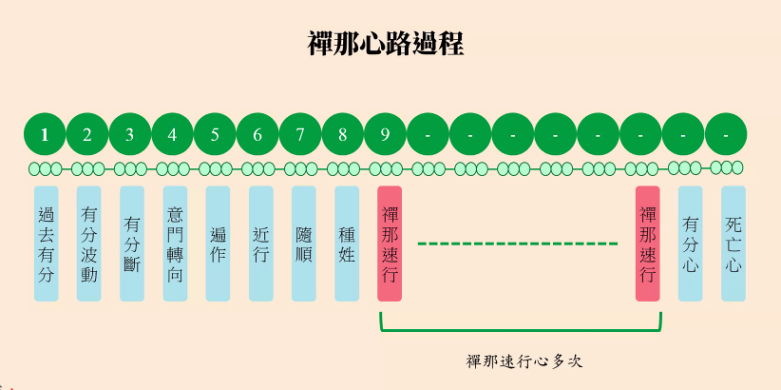 禪那心路過程
1 2 3 4 5 6 7 8 9 - - - - - - - -
過去有分
有分波動
有分斷
意門轉向
遍作
近行
隨順
種姓
禪那速行
禪那速行
有分心
死亡心
禪那速行心多次